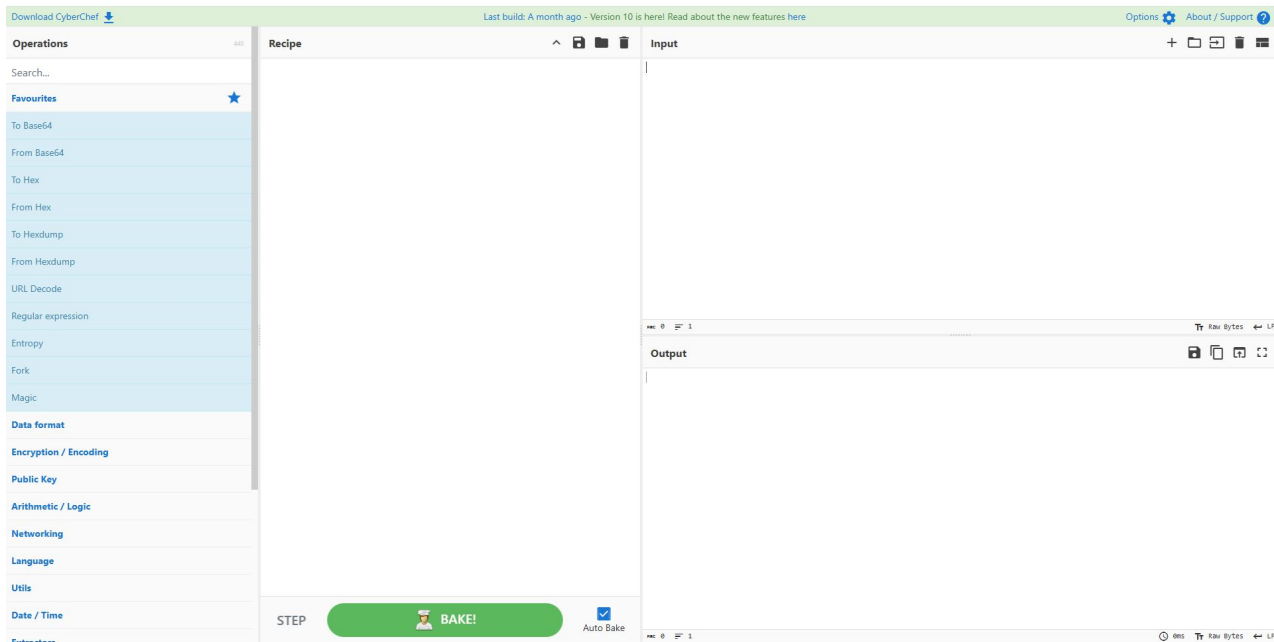 Download CyberChef
Last build: A month ago - Version 10 is here! Read about the new features here
Options
About / Support
Operations
Recipe
Input
Search...
Favourites
To Base64
From Base64
To Hex
From Hex
To Hexdump
From Hexdump
URL Decode
Regular expression
Entropy
Fork
Magic
Data format
Encryption / Encoding
Public Key
Arithmetic / Logic
Networking
Language
Utils
Date / Time
Extractors
STEP
BAKE!
Auto Bake
0 1
Raw Bytes
Output
0 1
0ms
Raw Bytes